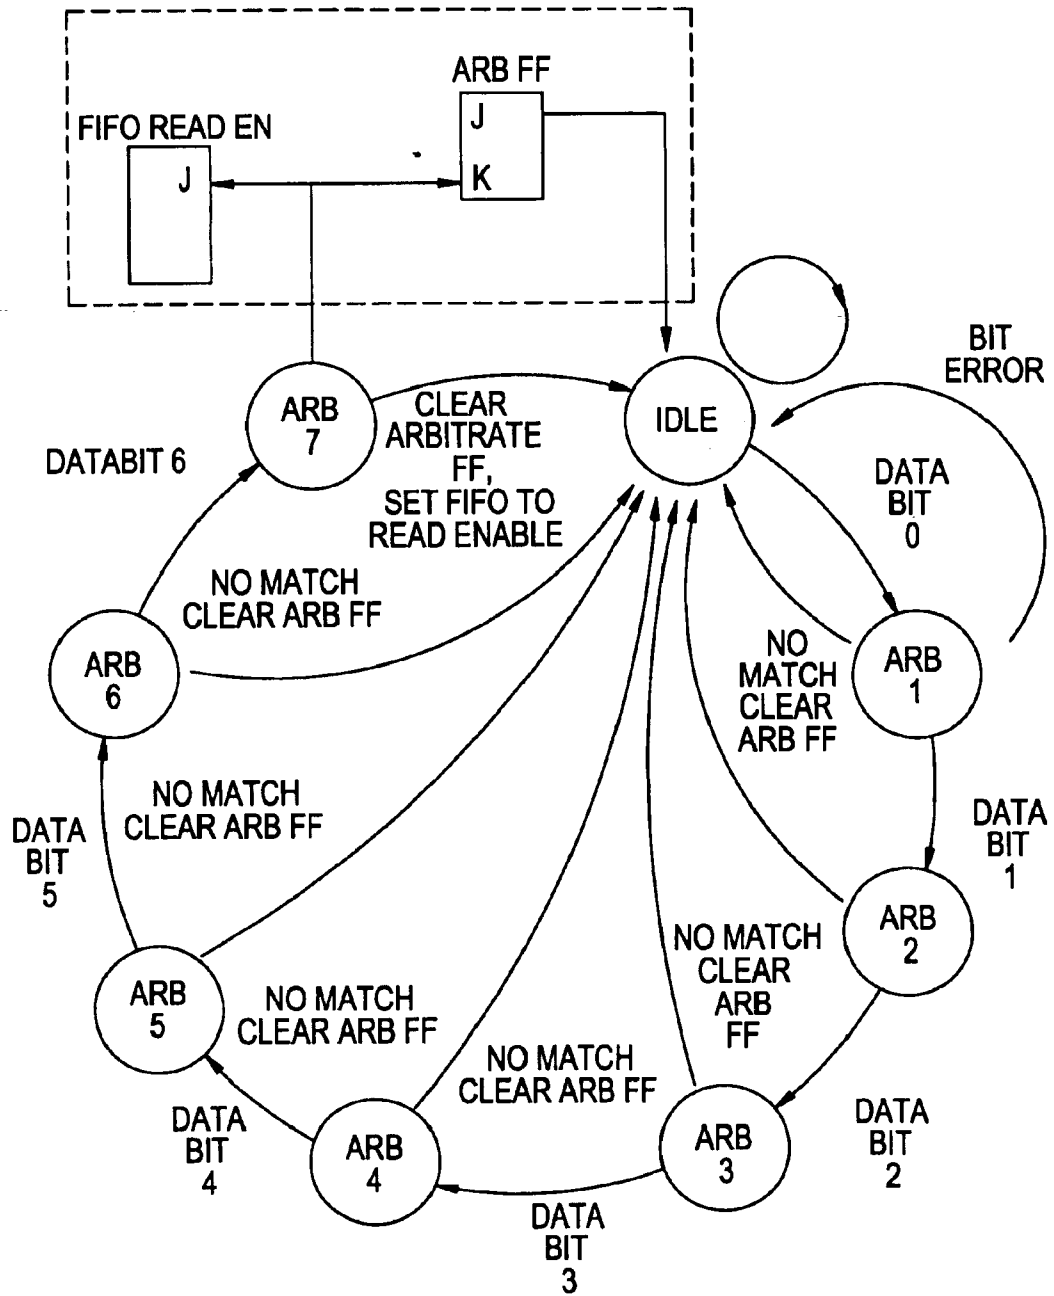 ARB FF
J
FIFO READ EN
J
K
BIT
ERROR
ARB
7
CLEAR
ARBITRATE
FF,
SET FIFO TO
READ ENABLE
IDLE
DATABIT 6
DATA
BIT
0
NO MATCH
CLEAR ARB FF
ARB
6
NO
MATCH
CLEAR
ARB FF
ARB
1
NO MATCH
CLEAR ARB FF
DATA
BIT
5
DATA
BIT
1
ARB
2
NO MATCH
CLEAR
ARB
FF
ARB
5
NO MATCH
CLEAR ARB FF
NO MATCH
CLEAR ARB FF
DATA
BIT
4
ARB
4
ARB
3
DATA
BIT
2
DATA
BIT
3